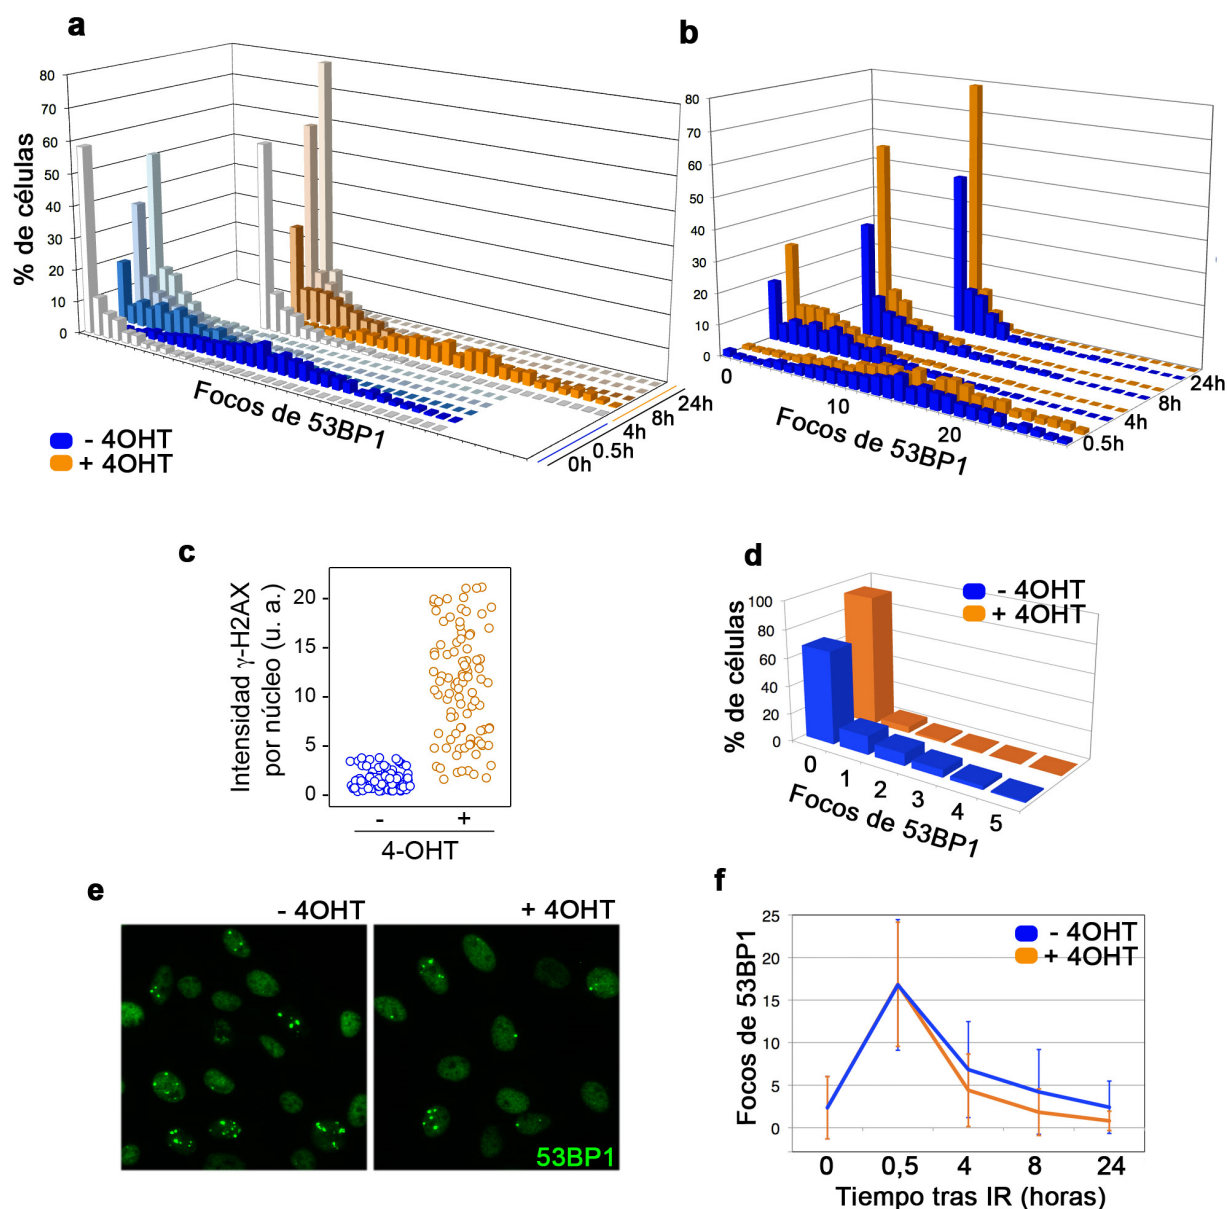 a
80
70
60
50
40
30
20
10
0
% de células
Focos de 53BP1
0h
0.5h
4h
8h
24h
- 4OHT
+ 4OHT
b
80
70
60
50
40
30
20
10
0
0
10
20
Focos de 53BP1
0.5h
4h
8h
24h
c
Intensidad γ-H2AX
por núcleo (u. a.)
20
15
10
5
0
- +
4-OHT
d
- 4OHT
+ 4OHT
% de células
100
80
60
40
20
0
0 1 2 3 4 5
Focos de 53BP1
e
- 4OHT + 4OHT
53BP1
f
- 4OHT
+ 4OHT
Focos de 53BP1
25
20
15
10
5
0
0 0,5 4 8 24
Tiempo tras IR (horas)